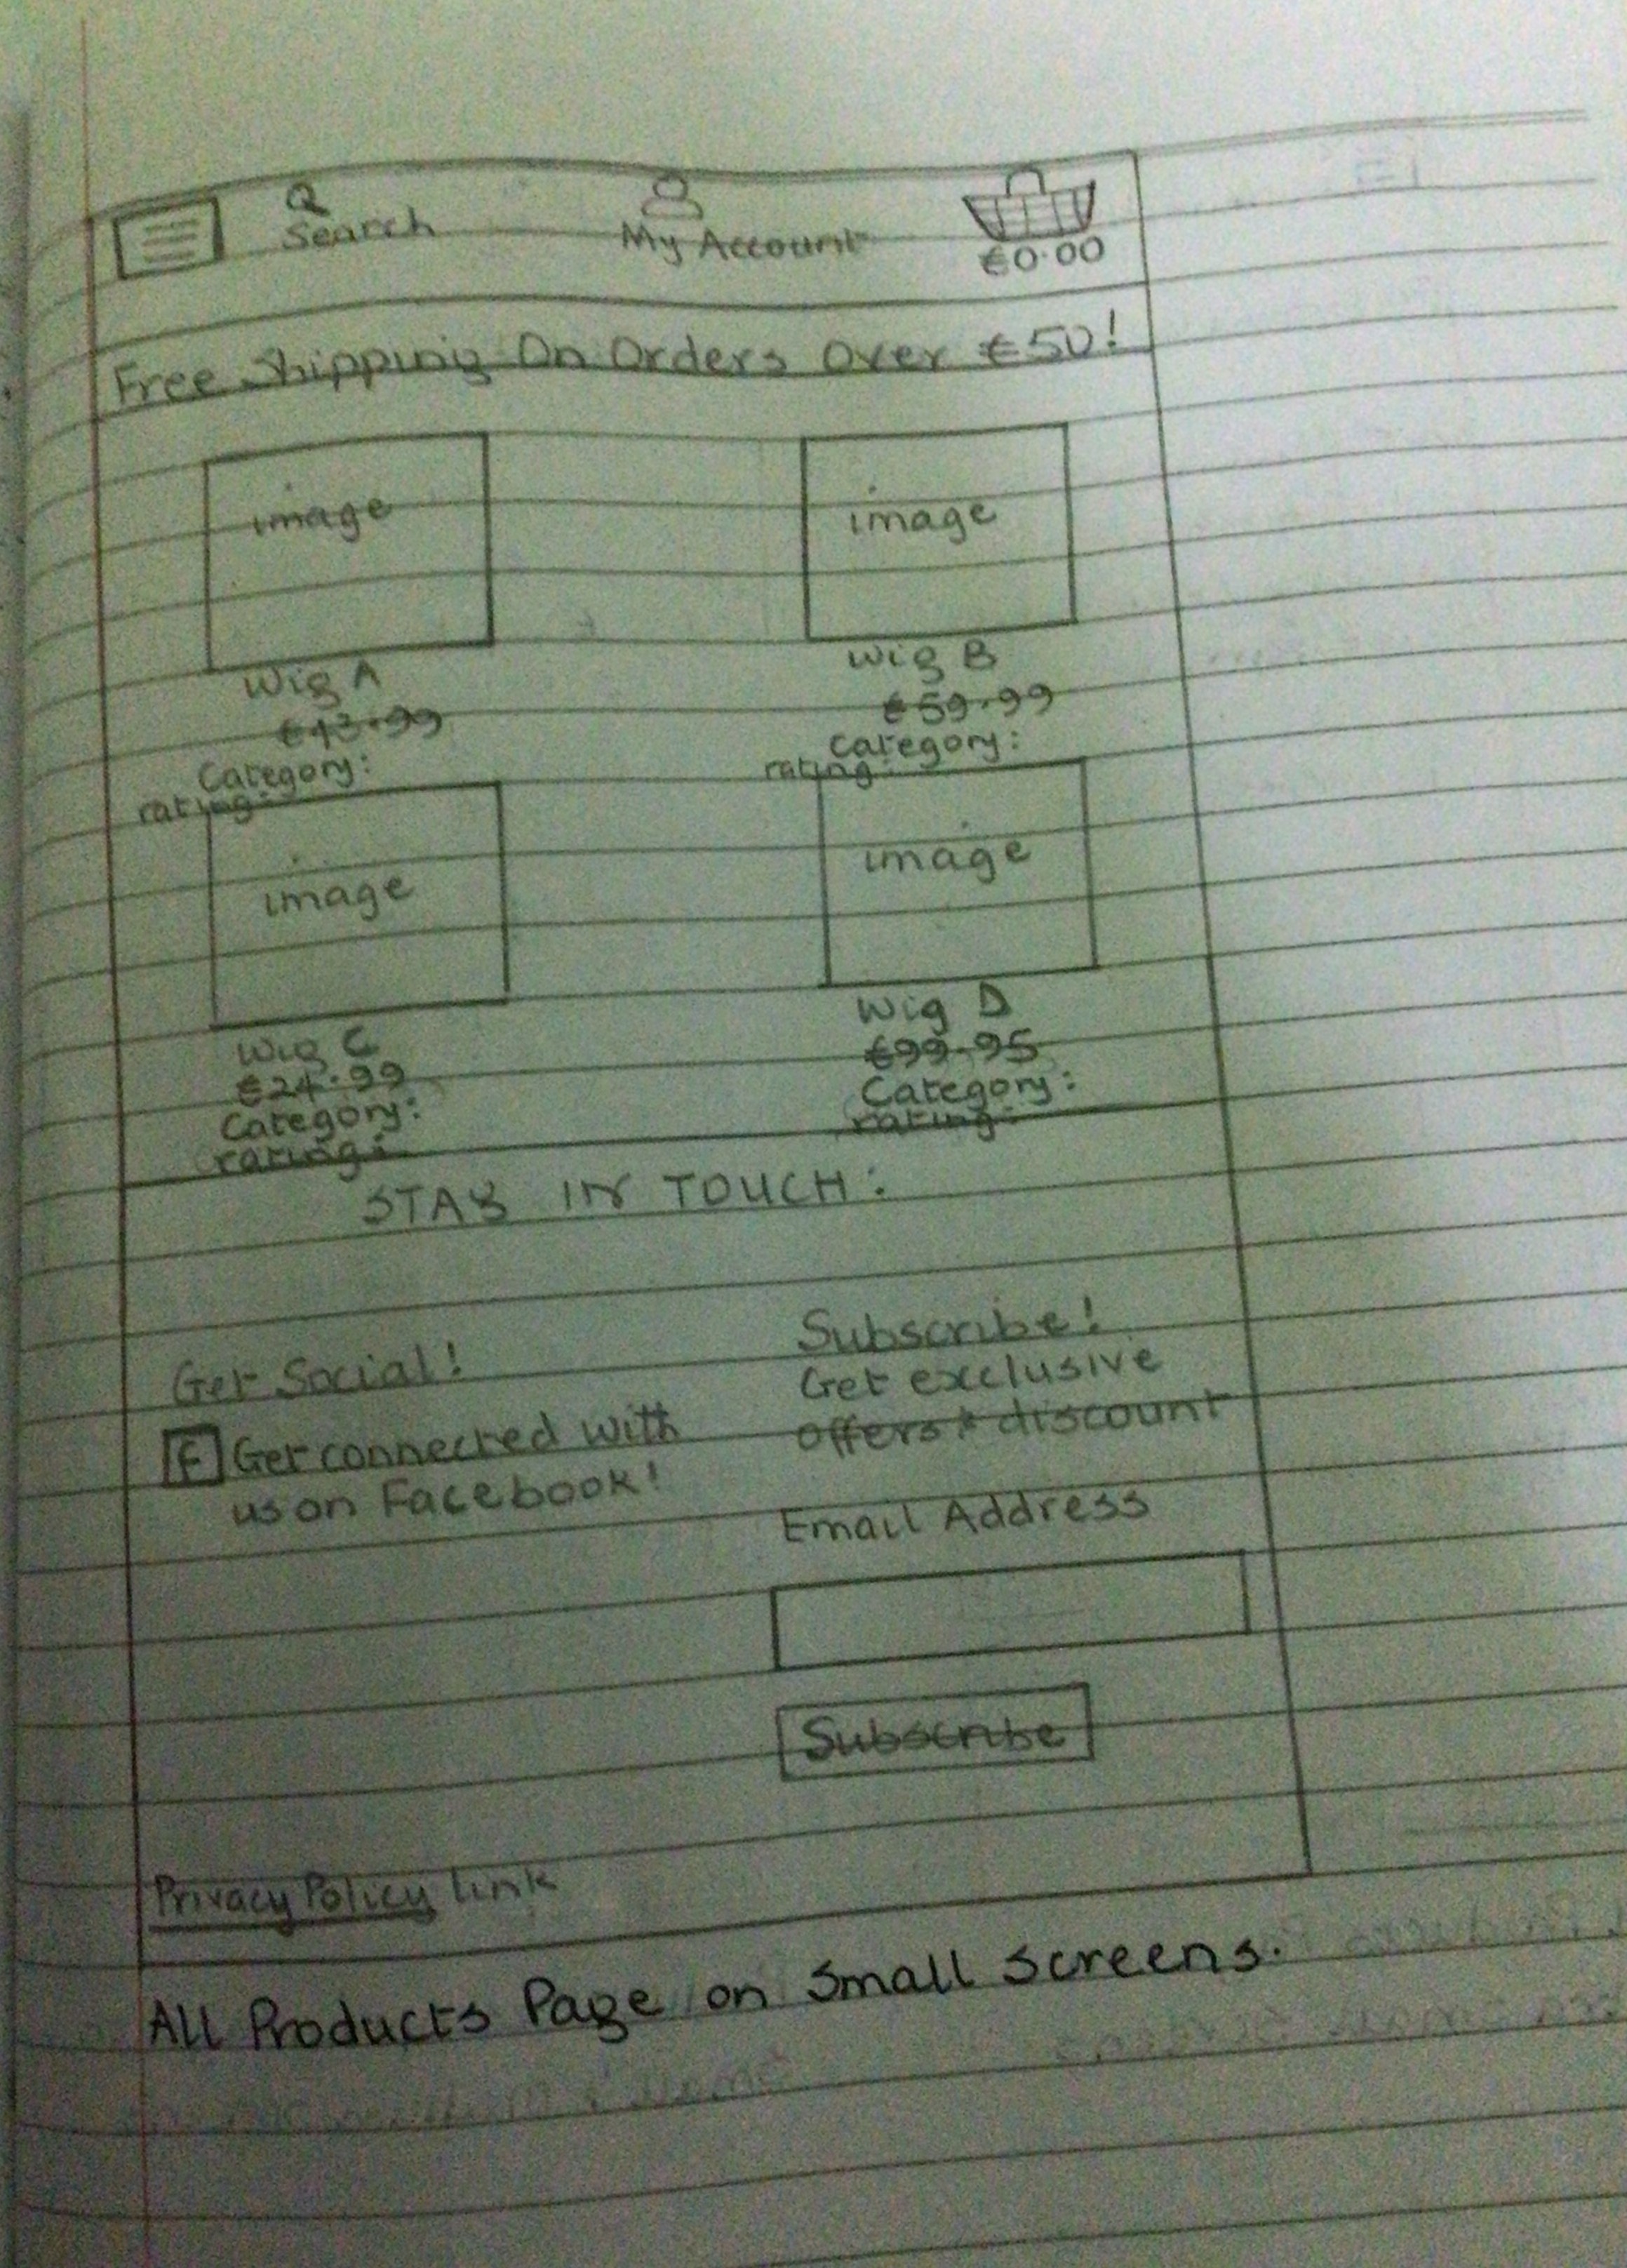 Search
My Account
€0.00
Free Shipping On Orders Over €50!
image
image
Wig A
€43.99
Category:
rating:
Wig B
€59.99
Category:
rating:
image
image
Wig C
€24.99
Category:
rating:
Wig D
€99.95
Category:
rating:
STAY IN TOUCH:
Get Social!
F Get connected with
us on Facebook!
Subscribe!
Get exclusive
offers & discount
Email Address
Subscribe
Privacy Policy link
All Products Page on Small Screens.